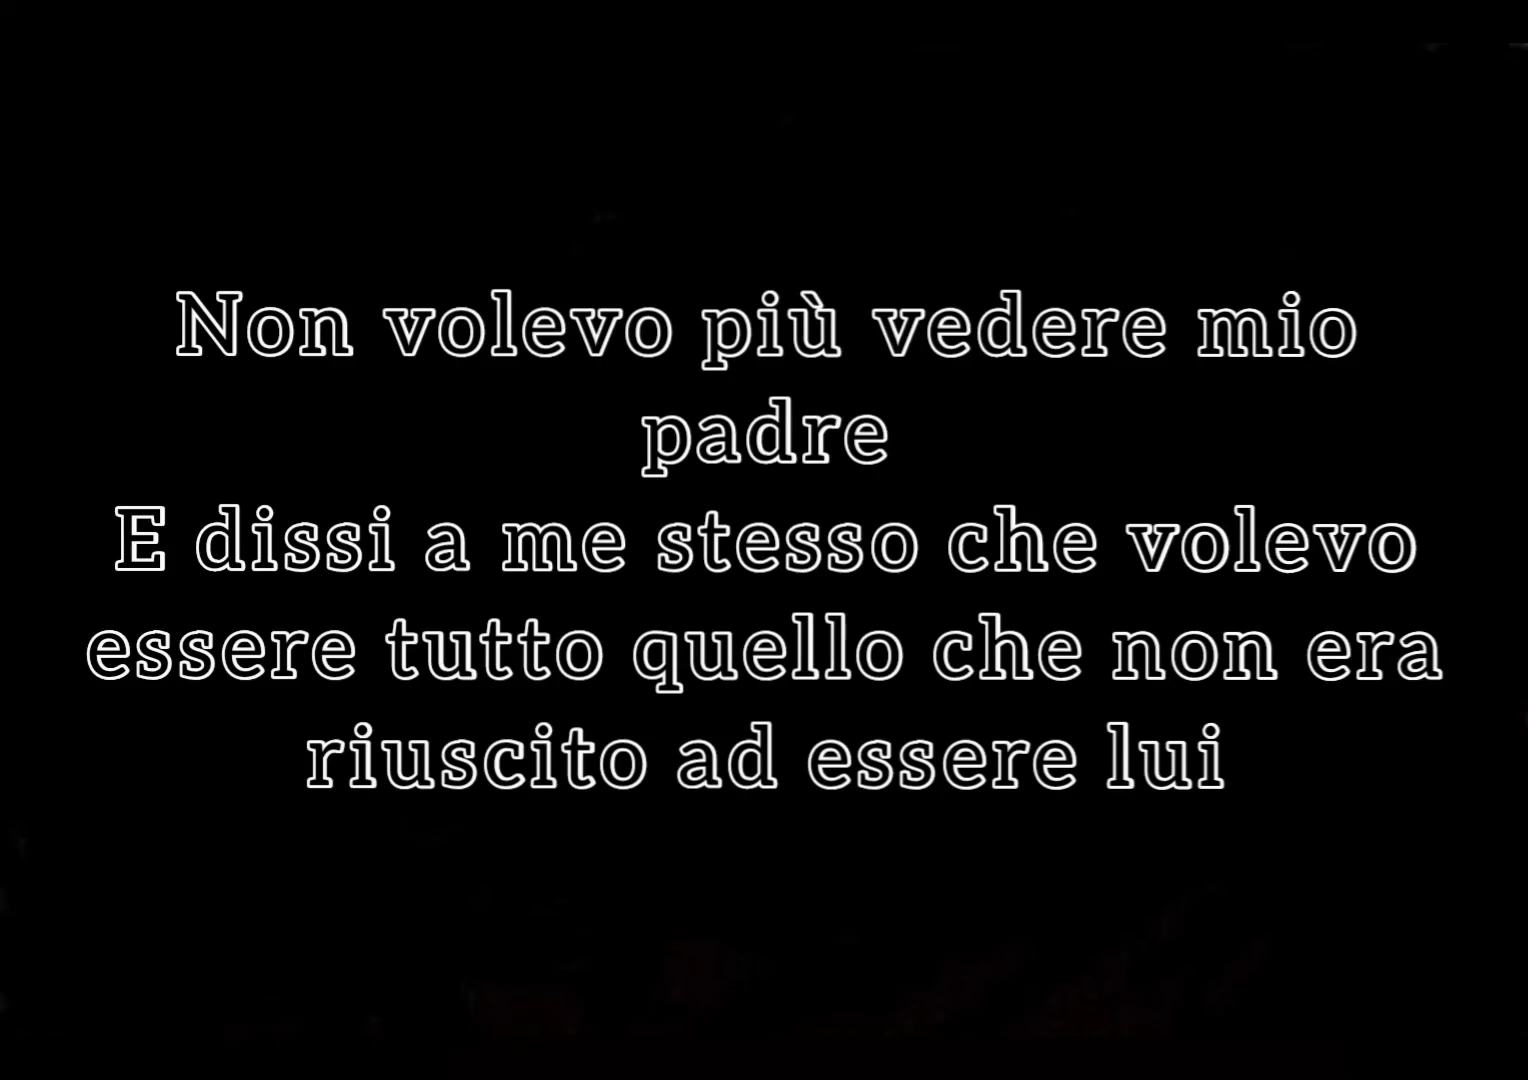 Non volevo più vedere mio
padre
E dissi a me stesso che volevo
essere tutto quello che non era
riuscito ad essere lui